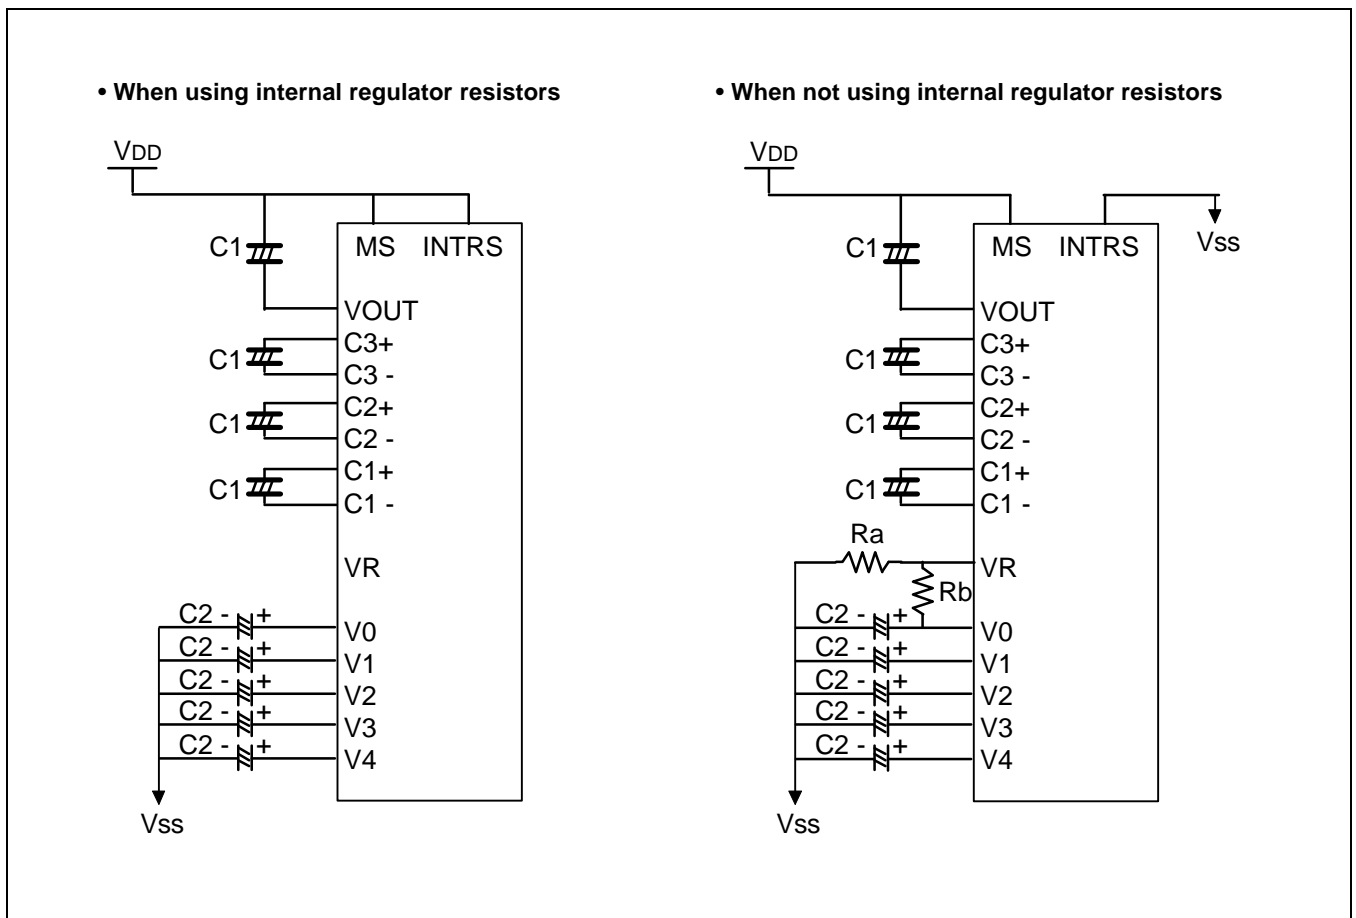 • When using internal regulator resistors
VDD
C1
MS INTRS
VOUT
C3+
C1
C3 -
C2+
C1
C2 -
C1+
C1
C1 -
VR
C2 - +
V0
C2 - +
V1
C2 - +
V2
C2 - +
V3
C2 - +
V4
Vss
• When not using internal regulator resistors
VDD
C1
MS INTRS
Vss
VOUT
C3+
C1
C3 -
C2+
C1
C2 -
C1+
C1
C1 -
Ra
VR
Rb
C2 - +
V0
C2 - +
V1
C2 - +
V2
C2 - +
V3
C2 - +
V4
Vss